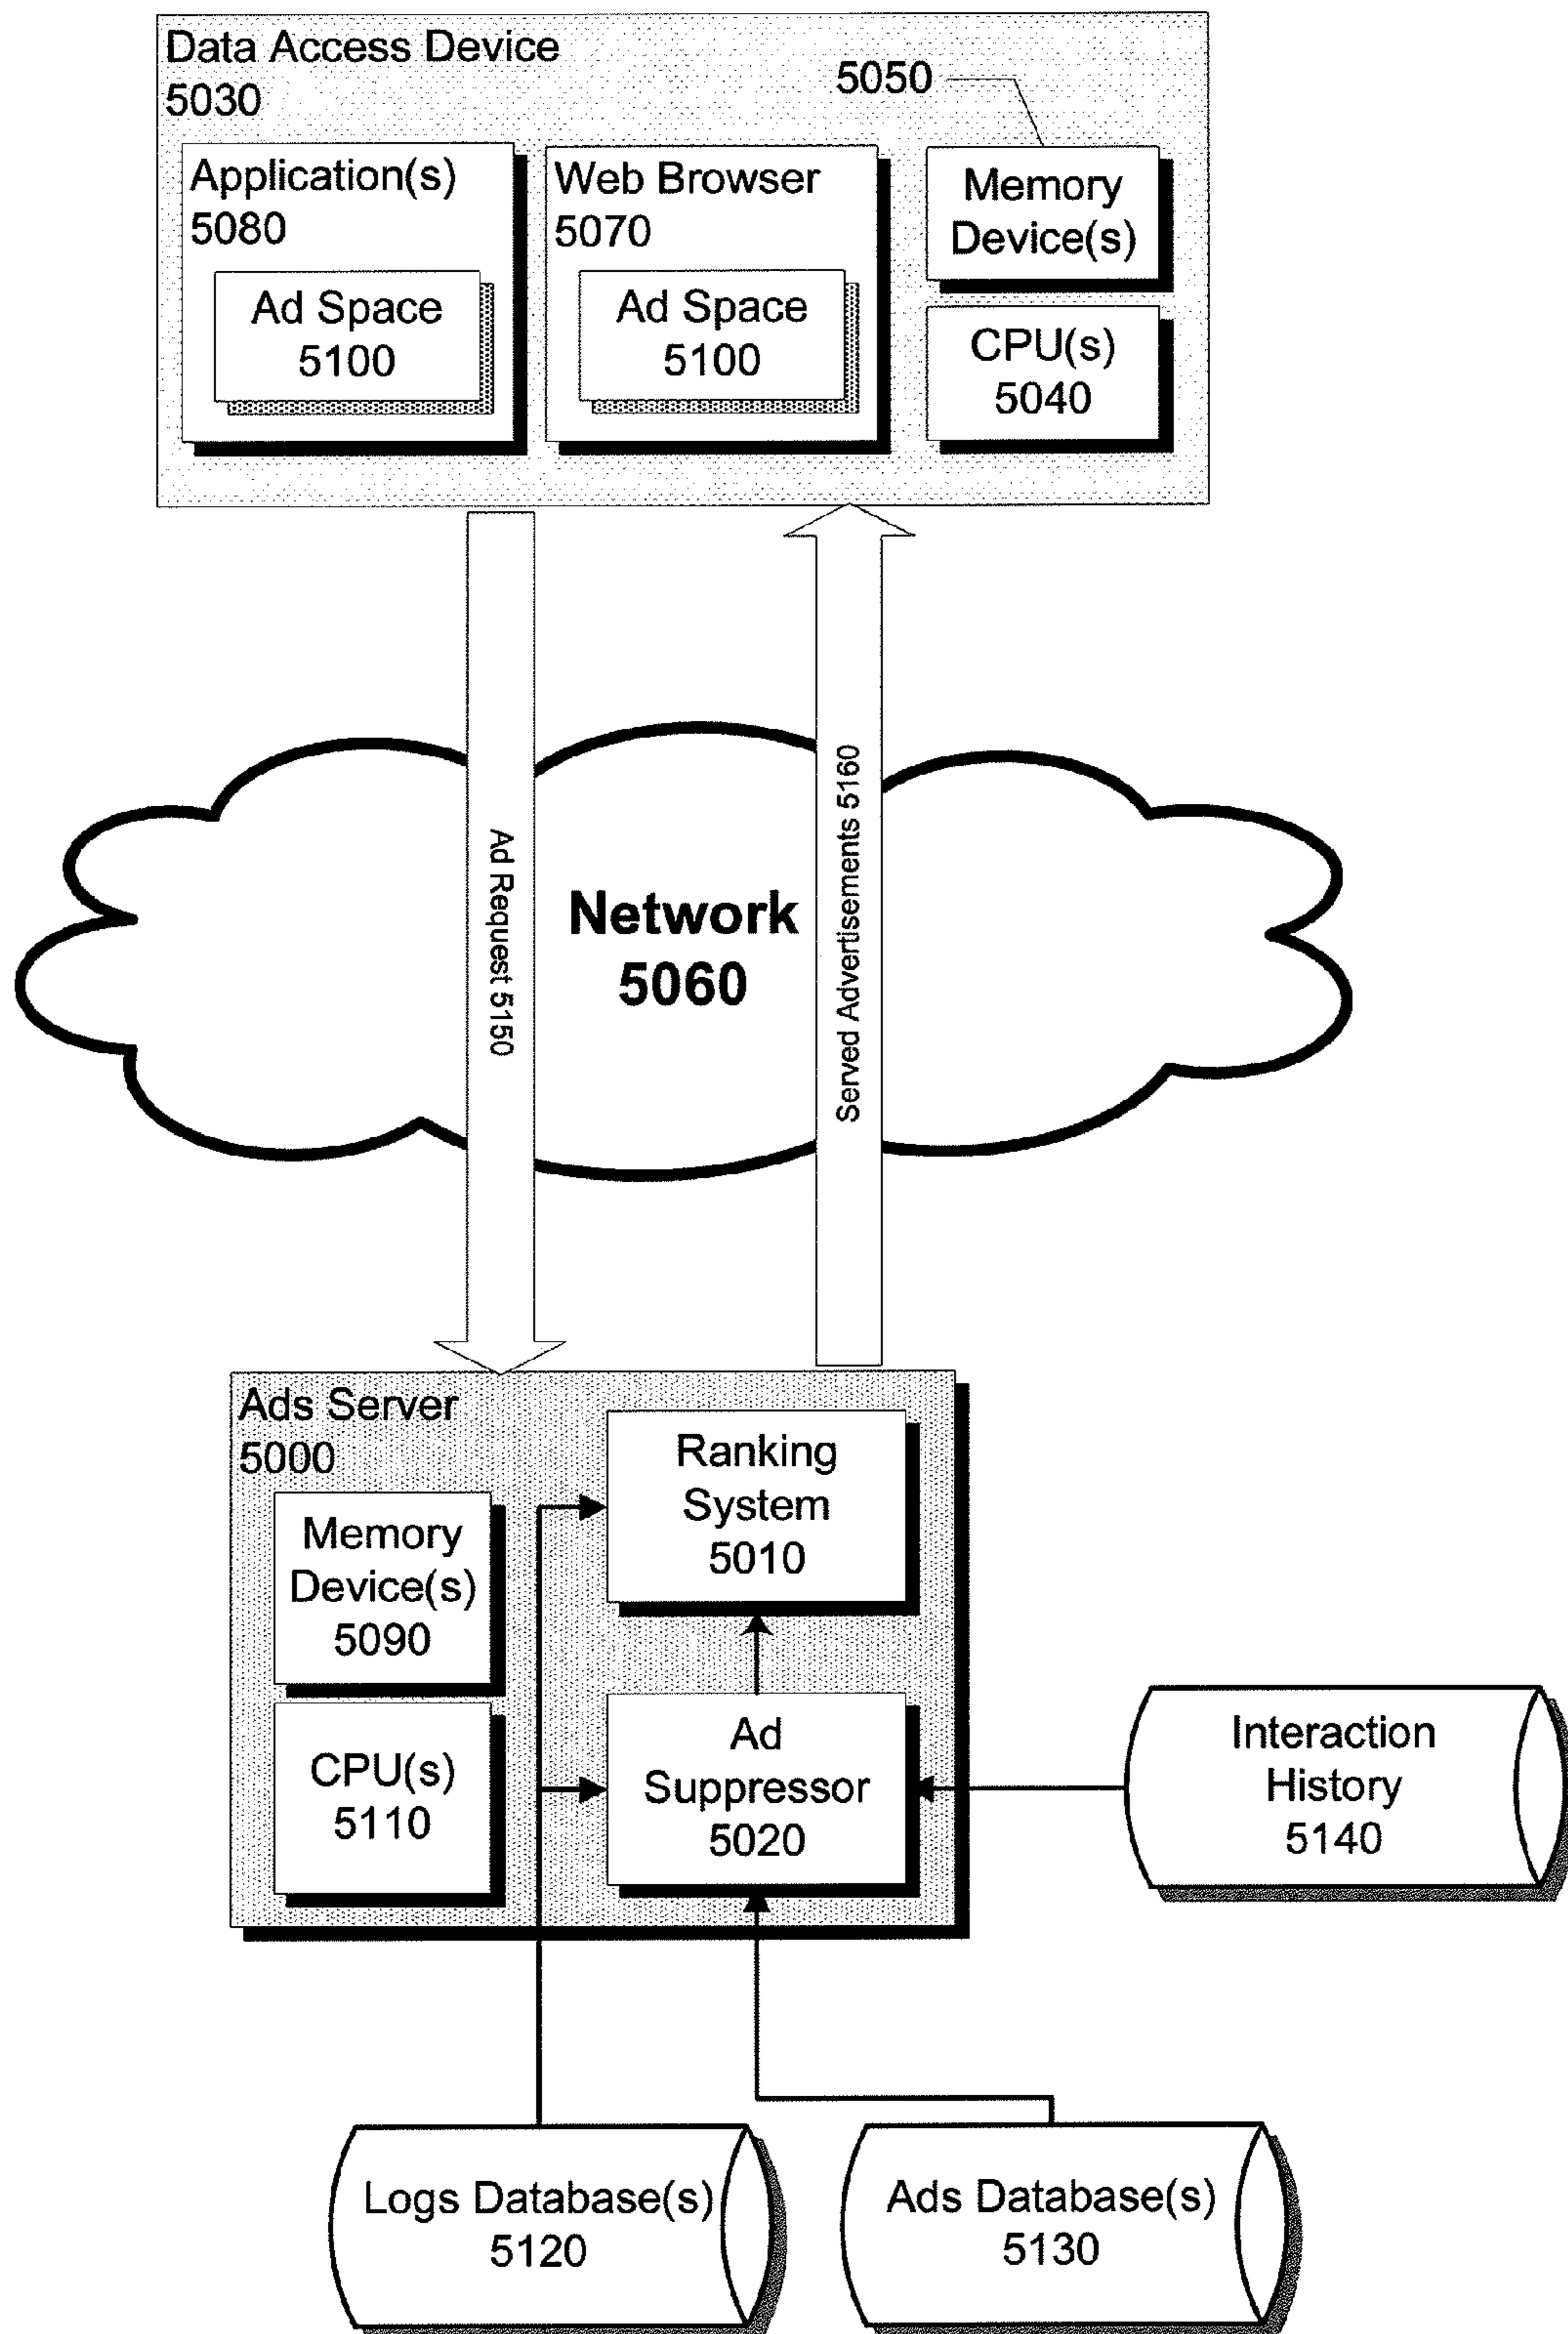 Data Access Device
5030
5050
Application(s)
5080
Ad Space
5100
Web Browser
5070
Ad Space
5100
Memory
Device(s)
CPU(s)
5040
Ad Request 5150
Network
5060
Served Advertisements 5160
Ads Server
5000
Memory
Device(s)
5090
CPU(s)
5110
Ranking
System
5010
Ad
Suppressor
5020
Interaction
History
5140
Logs Database(s)
5120
Ads Database(s)
5130